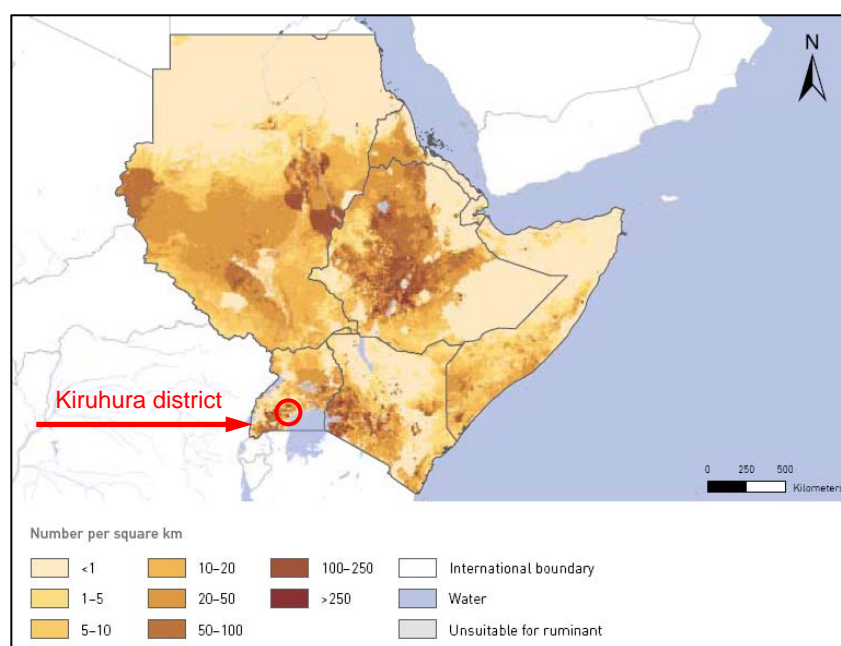 N
Kiruhura district
0 250 500
Kilometers
Number per square km
<1 10–20 100–250 International boundary
1–5 20–50 >250 Water
5–10 50–100 Unsuitable for ruminant